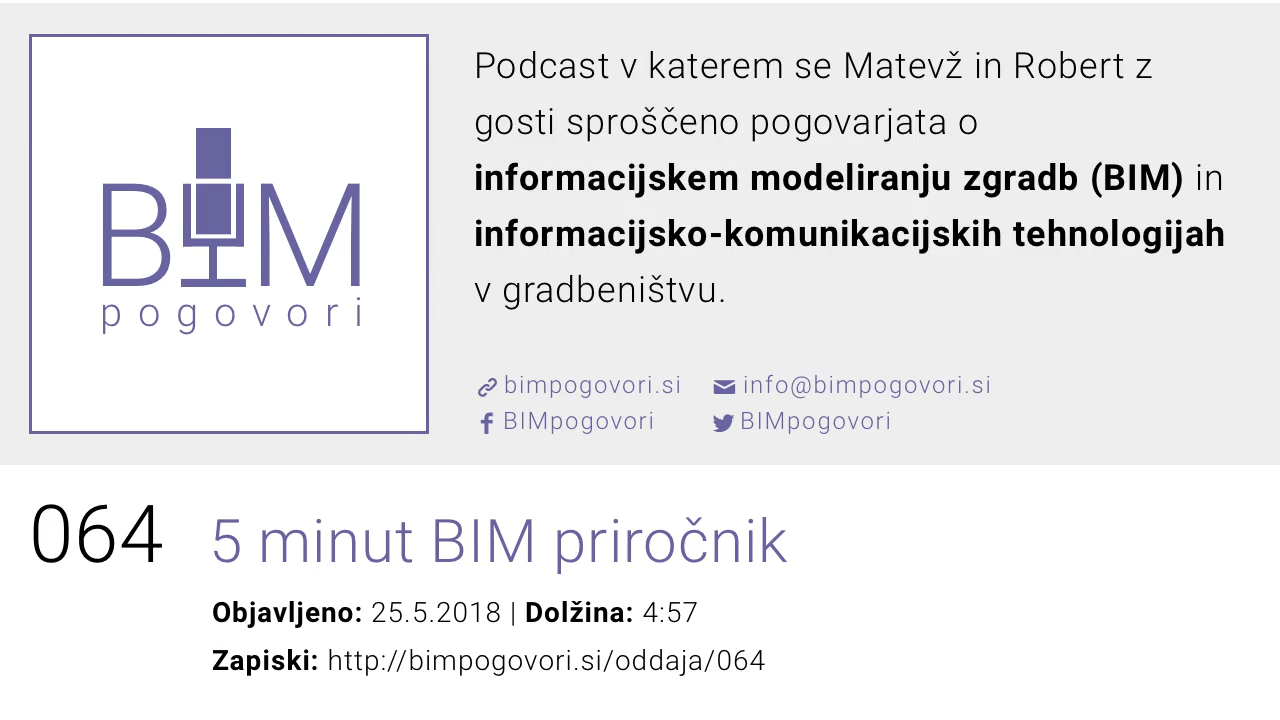 BIM
pogovori
Podcast v katerem se Matevž in Robert z
gosti sproščeno pogovarjata o
informacijskem modeliranju zgradb (BIM) in
informacijsko-komunikacijskih tehnologijah
v gradbeništvu.
bimpogovori.si info@bimpogovori.si
BIMpogovori BIMpogovori
064 5 minut BIM priročnik
Objavljeno: 25.5.2018 | Dolžina: 4:57
Zapiski: http://bimpogovori.si/oddaja/064